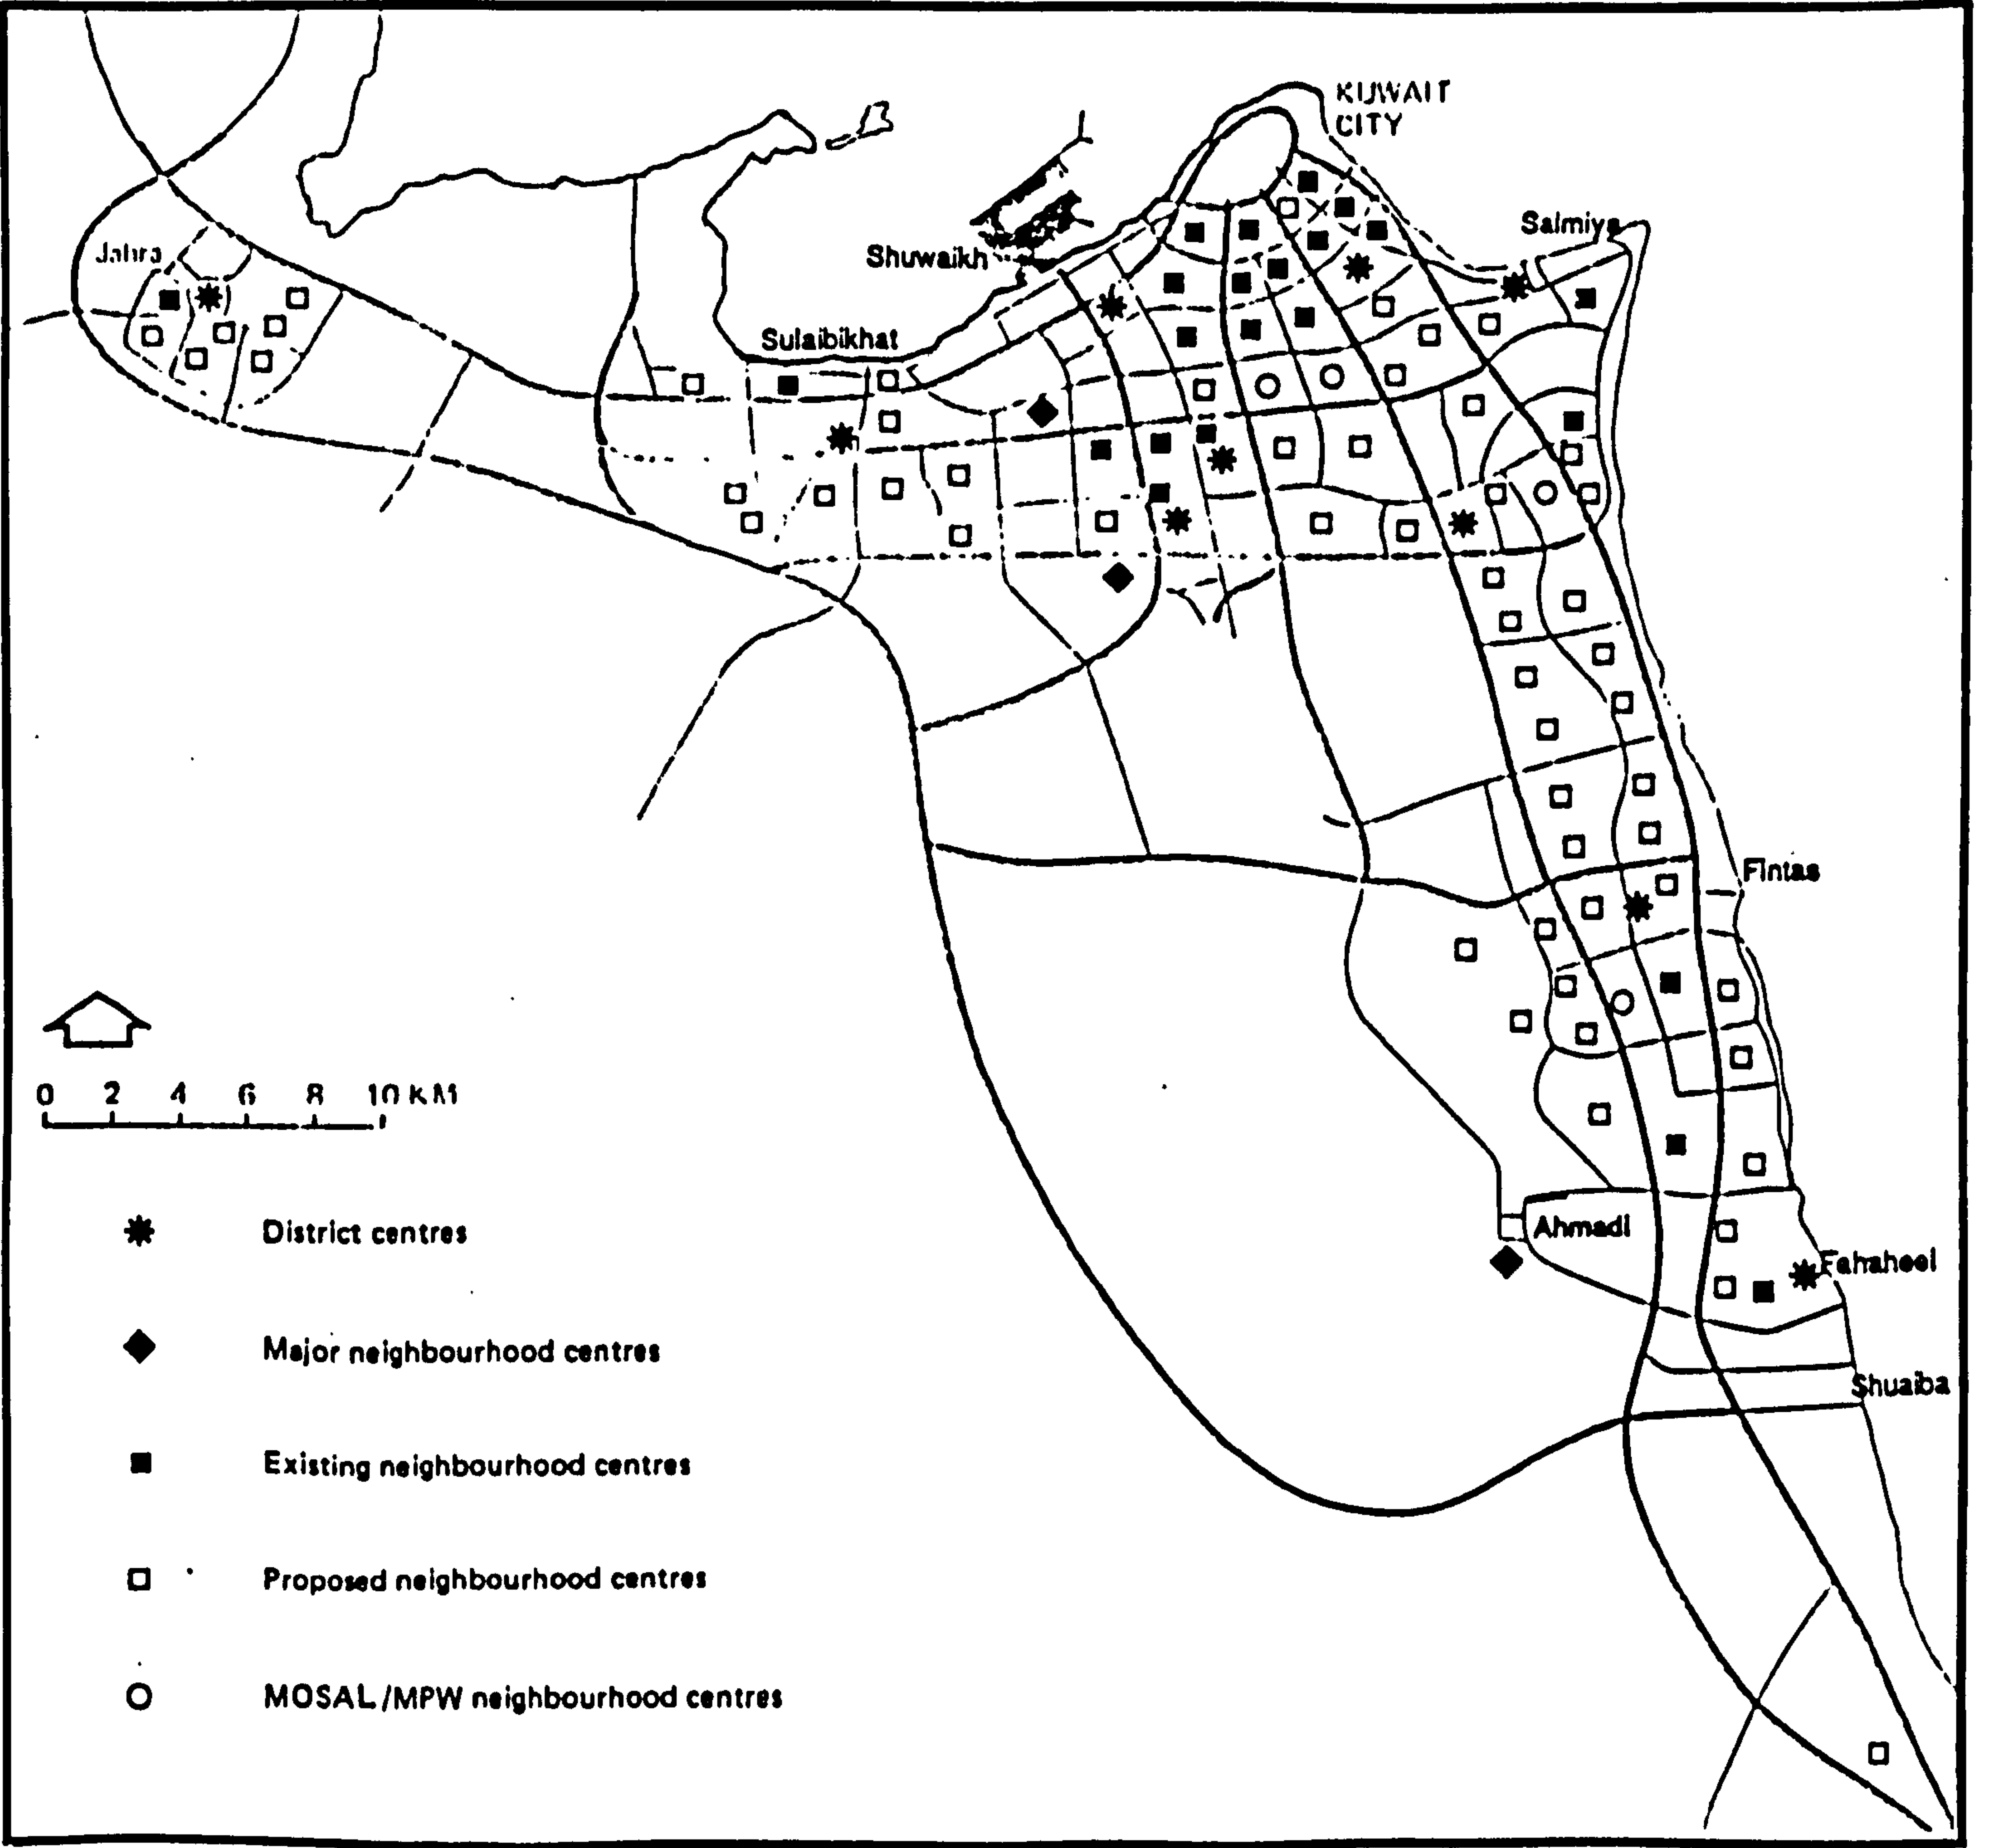 KUWAIT
CITY
Salmiya
Jahra
Shuwaikh
Sulaibikhat
Fintas
0 2 4 6 8 10 KM
Ahmadi
Fahaheel
Shuaiba
District centres
Major neighbourhood centres
Existing neighbourhood centres
Proposed neighbourhood centres
MOSAL/MPW neighbourhood centres